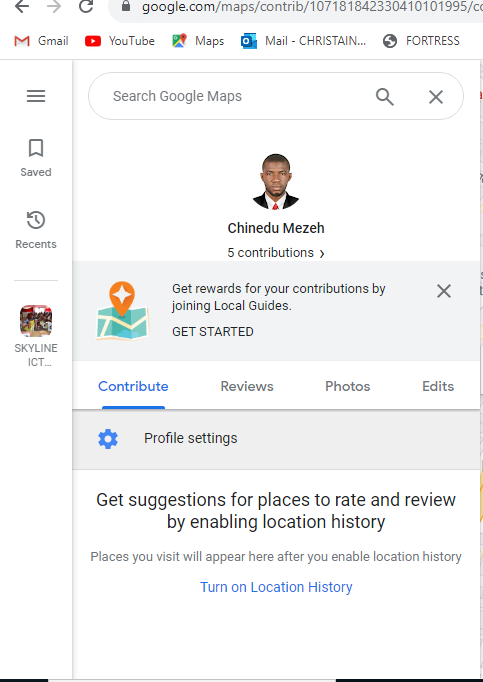 google.com/maps/contrib/107181842330410101995/co
Gmail
YouTube
Maps
Mail - CHRISTAIN...
FORTRESS
Search Google Maps
Saved
Recents
SKYLINE
ICT...
Chinedu Mezeh
5 contributions ›
Get rewards for your contributions by
joining Local Guides.
GET STARTED
Contribute
Reviews
Photos
Edits
Profile settings
Get suggestions for places to rate and review
by enabling location history
Places you visit will appear here after you enable location history
Turn on Location History